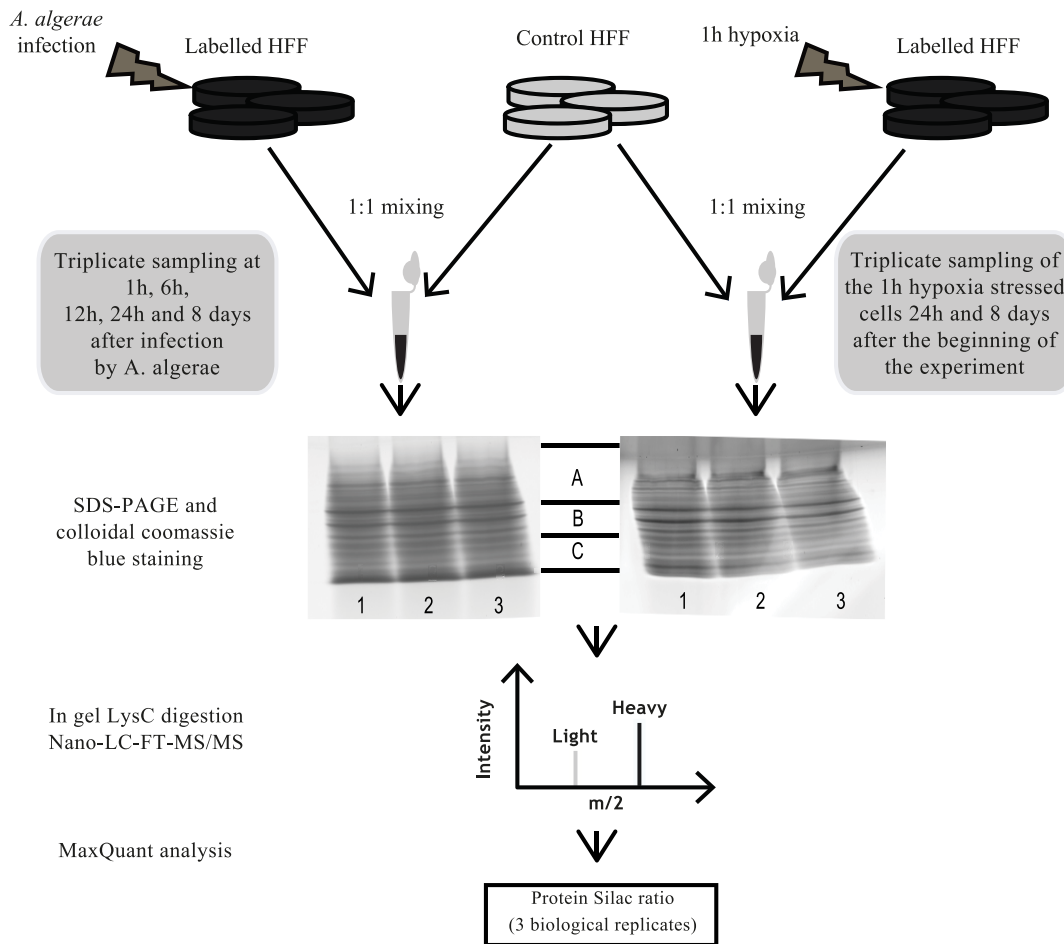 A. algerae
infection
Labelled HFF
Control HFF
1h hypoxia
Labelled HFF
1:1 mixing
1:1 mixing
Triplicate sampling at
1h, 6h,
12h, 24h and 8 days
after infection
by A. algerae
Triplicate sampling of
the 1h hypoxia stressed
cells 24h and 8 days
after the beginning of
the experiment
SDS-PAGE and
colloidal coomassie
blue staining
A
B
C
1 2 3
1 2 3
In gel LysC digestion
Nano-LC-FT-MS/MS
Intensity
Light
Heavy
m/2
MaxQuant analysis
Protein Silac ratio
(3 biological replicates)